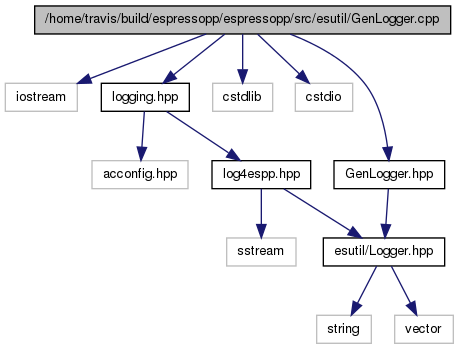 /home/travis/build/espressopp/espressopp/src/esutil/GenLogger.cpp
iostream
logging.hpp
cstdlib
cstdio
acconfig.hpp
log4espp.hpp
GenLogger.hpp
sstream
esutil/Logger.hpp
string
vector